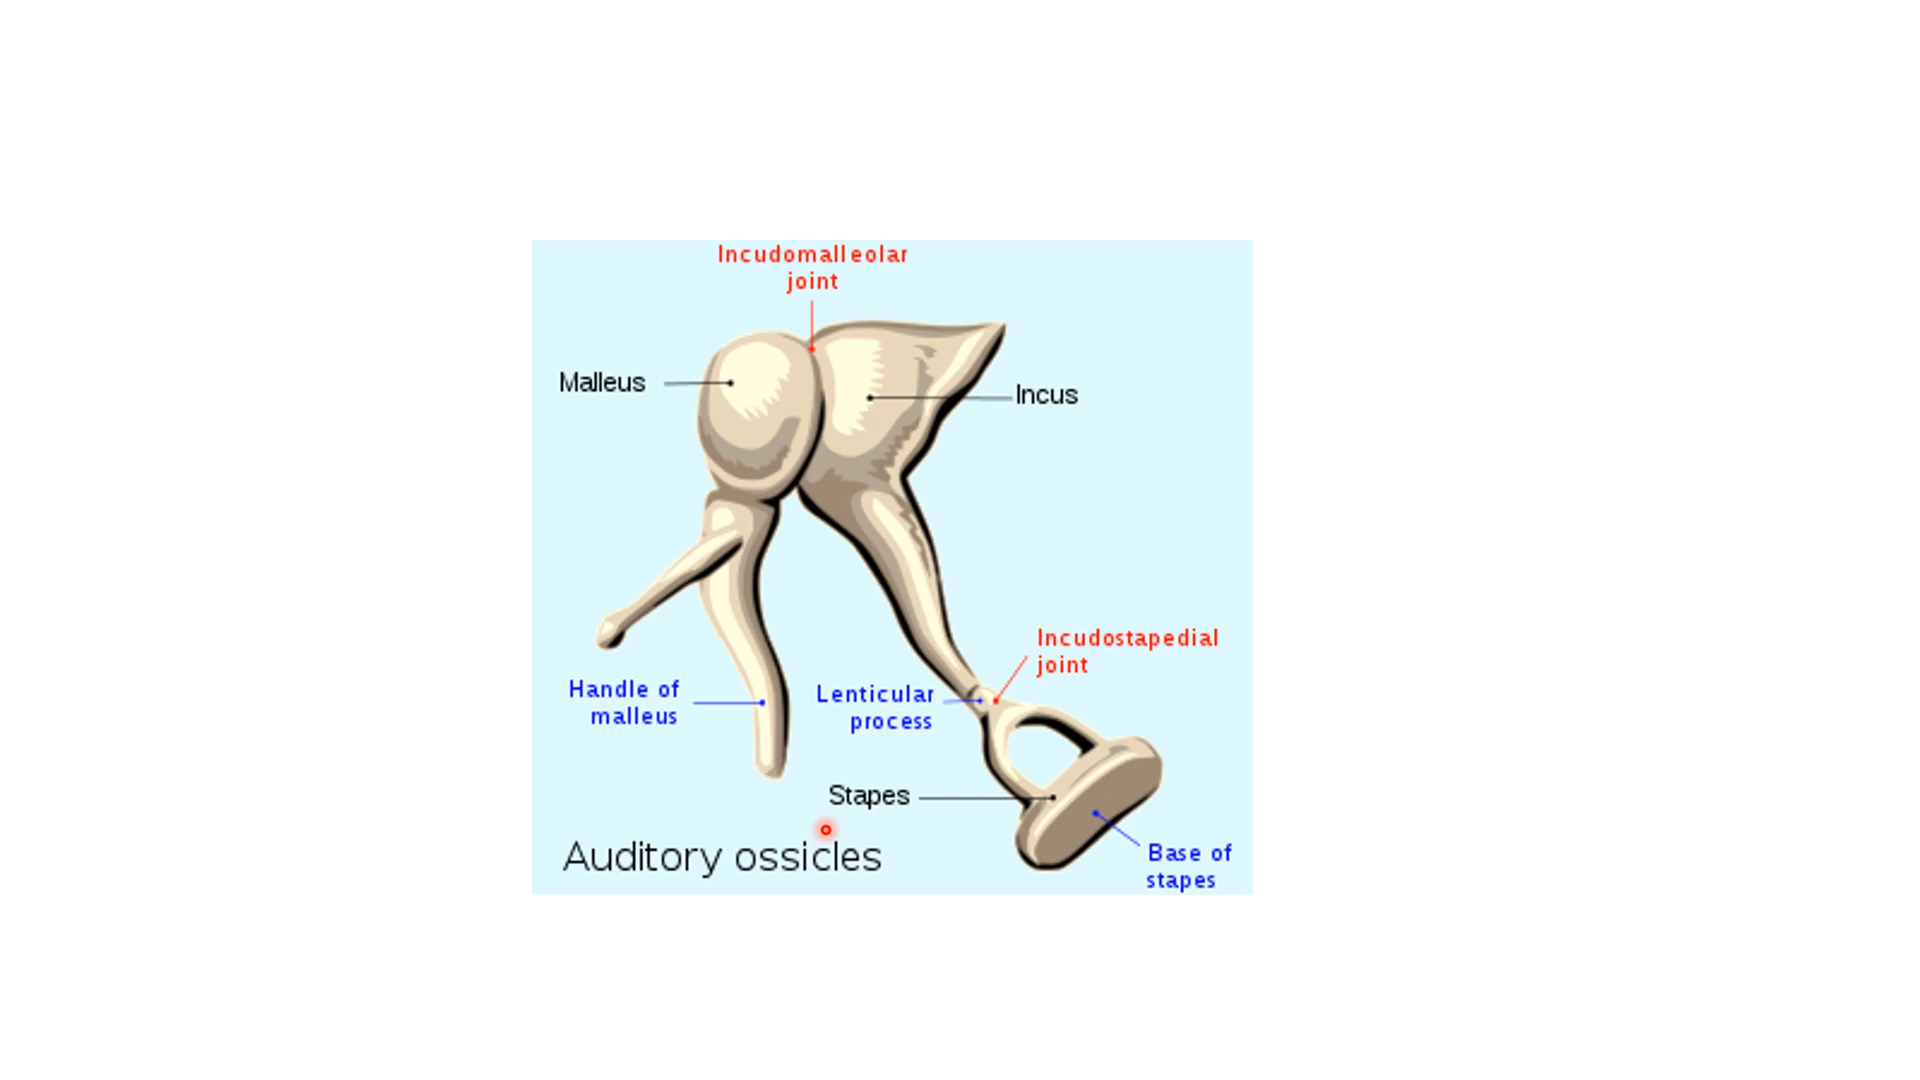 Incudomalleolar
joint
Malleus
Incus
Incudostapedial
joint
Handle of
malleus
Lenticular
process
Stapes
Base of
stapes
Auditory ossicles